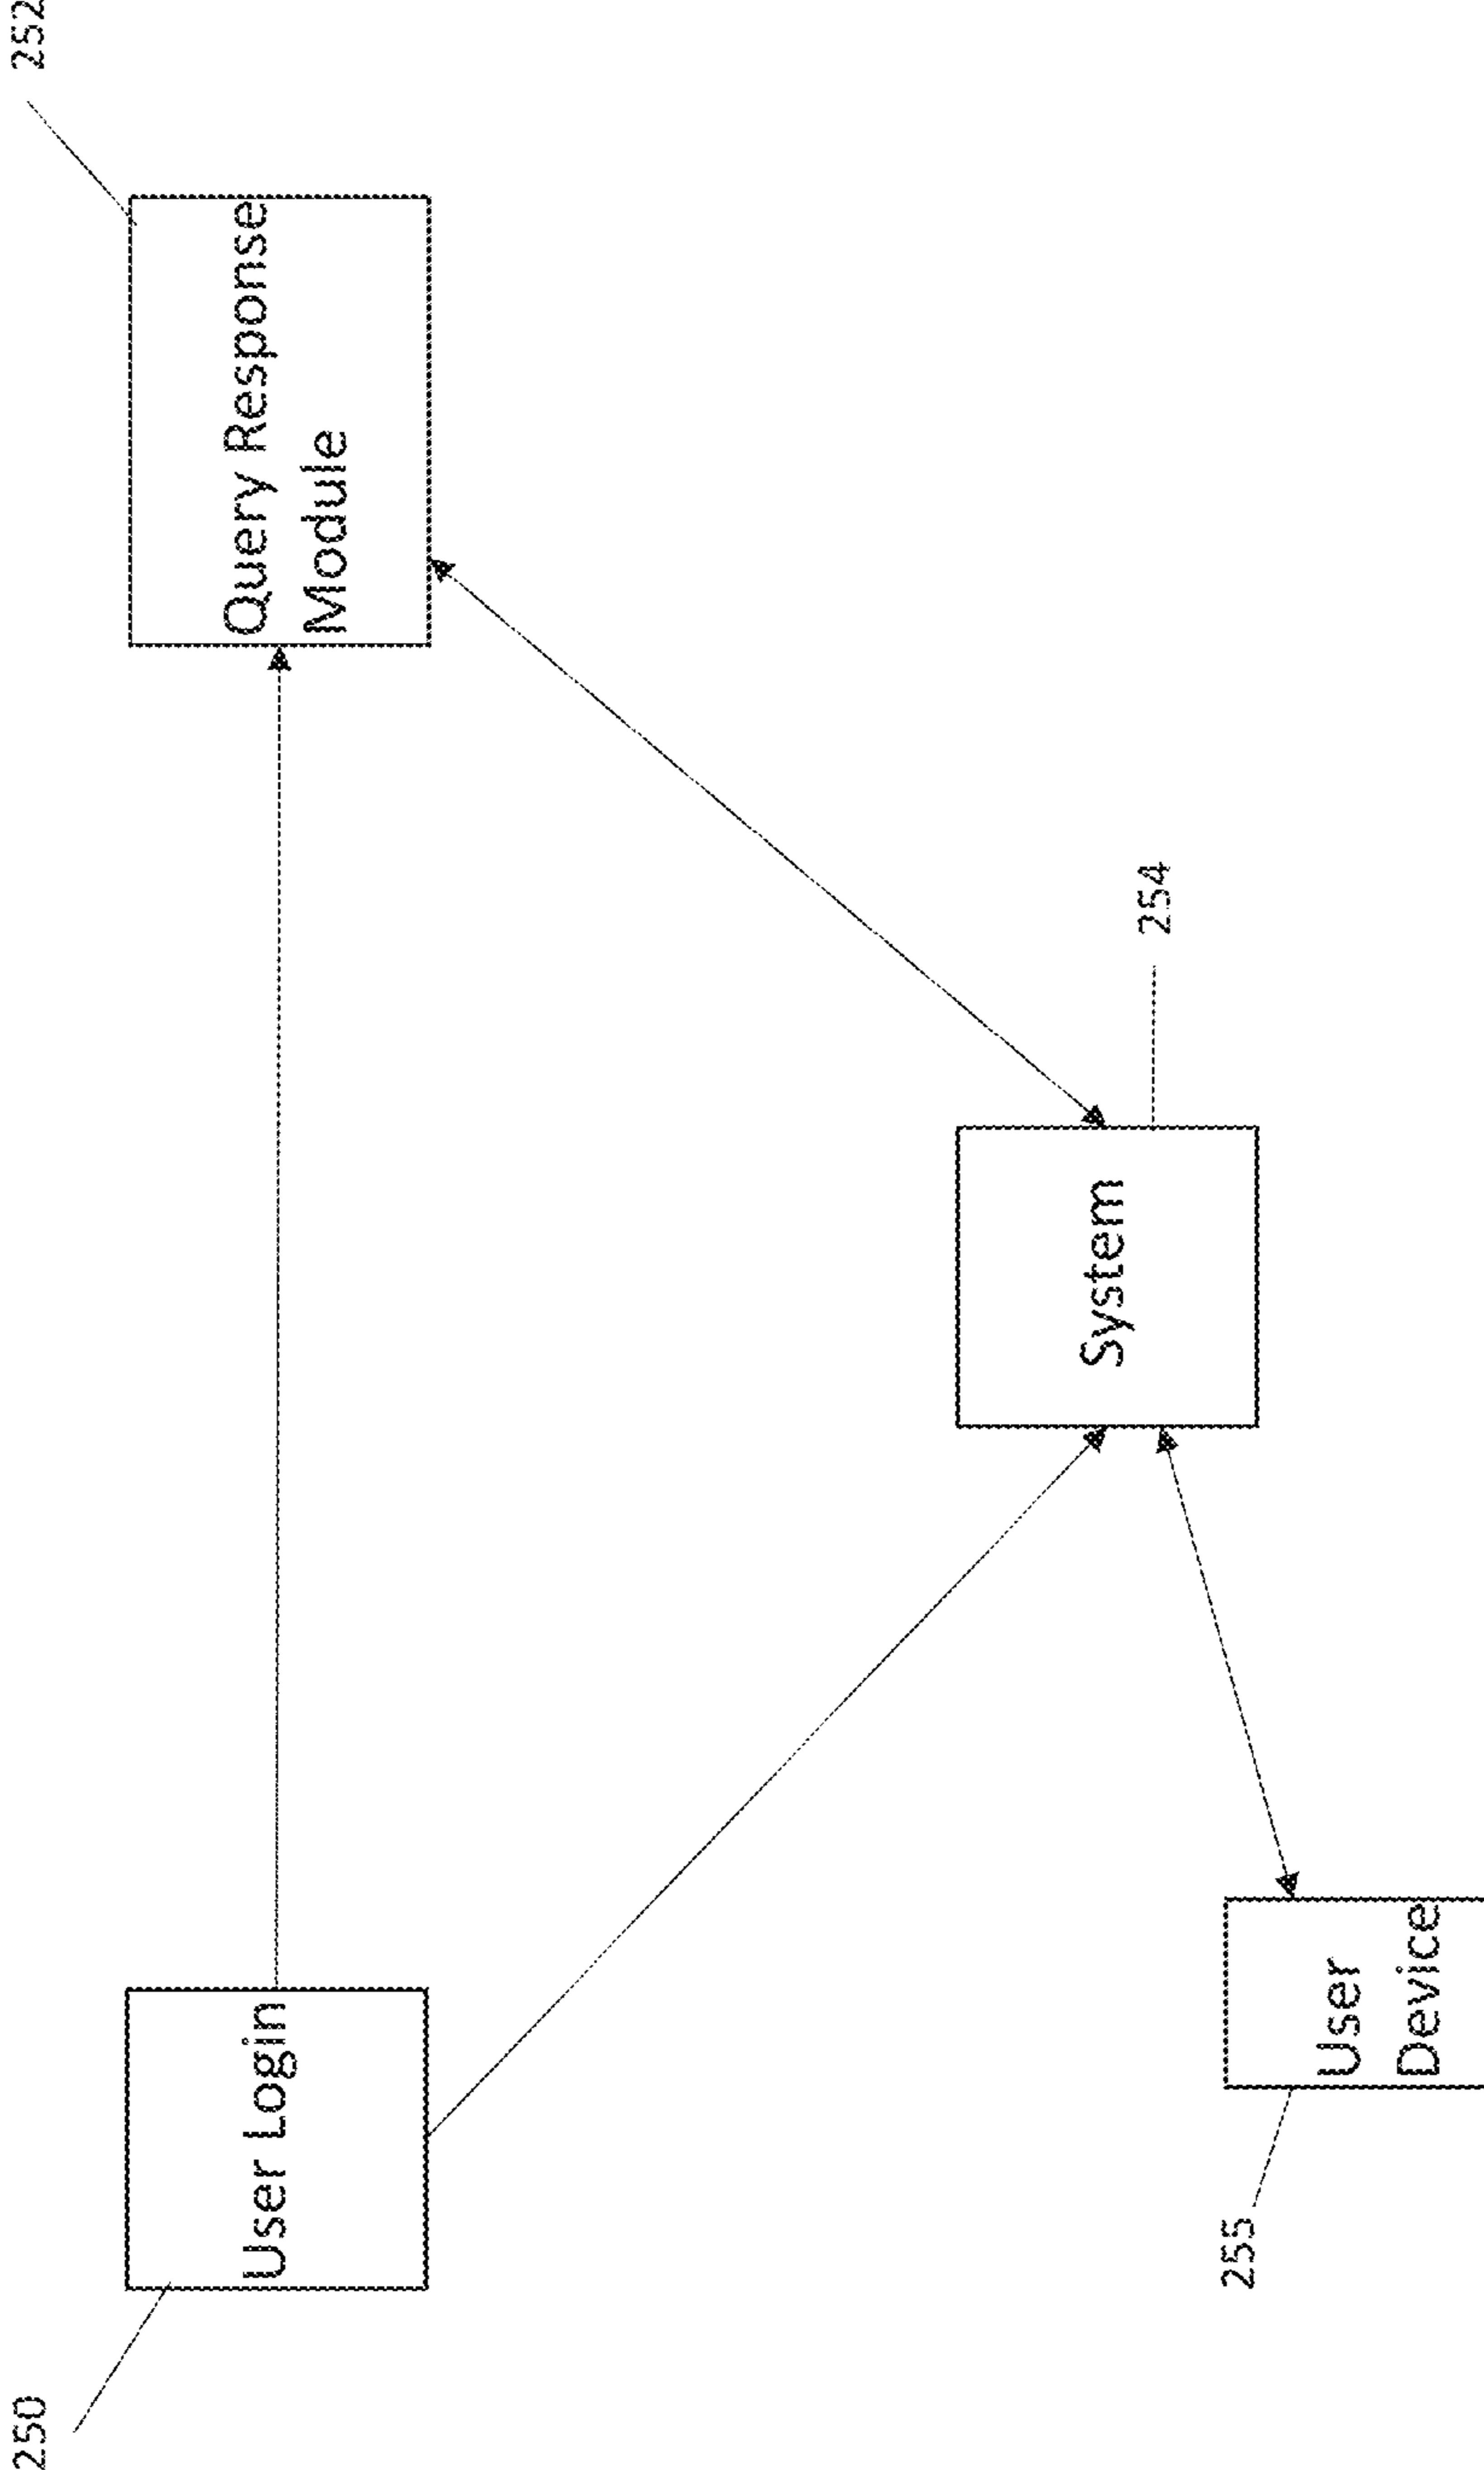 250
252
User Login
Query Response
Module
System
254
255
User
Device